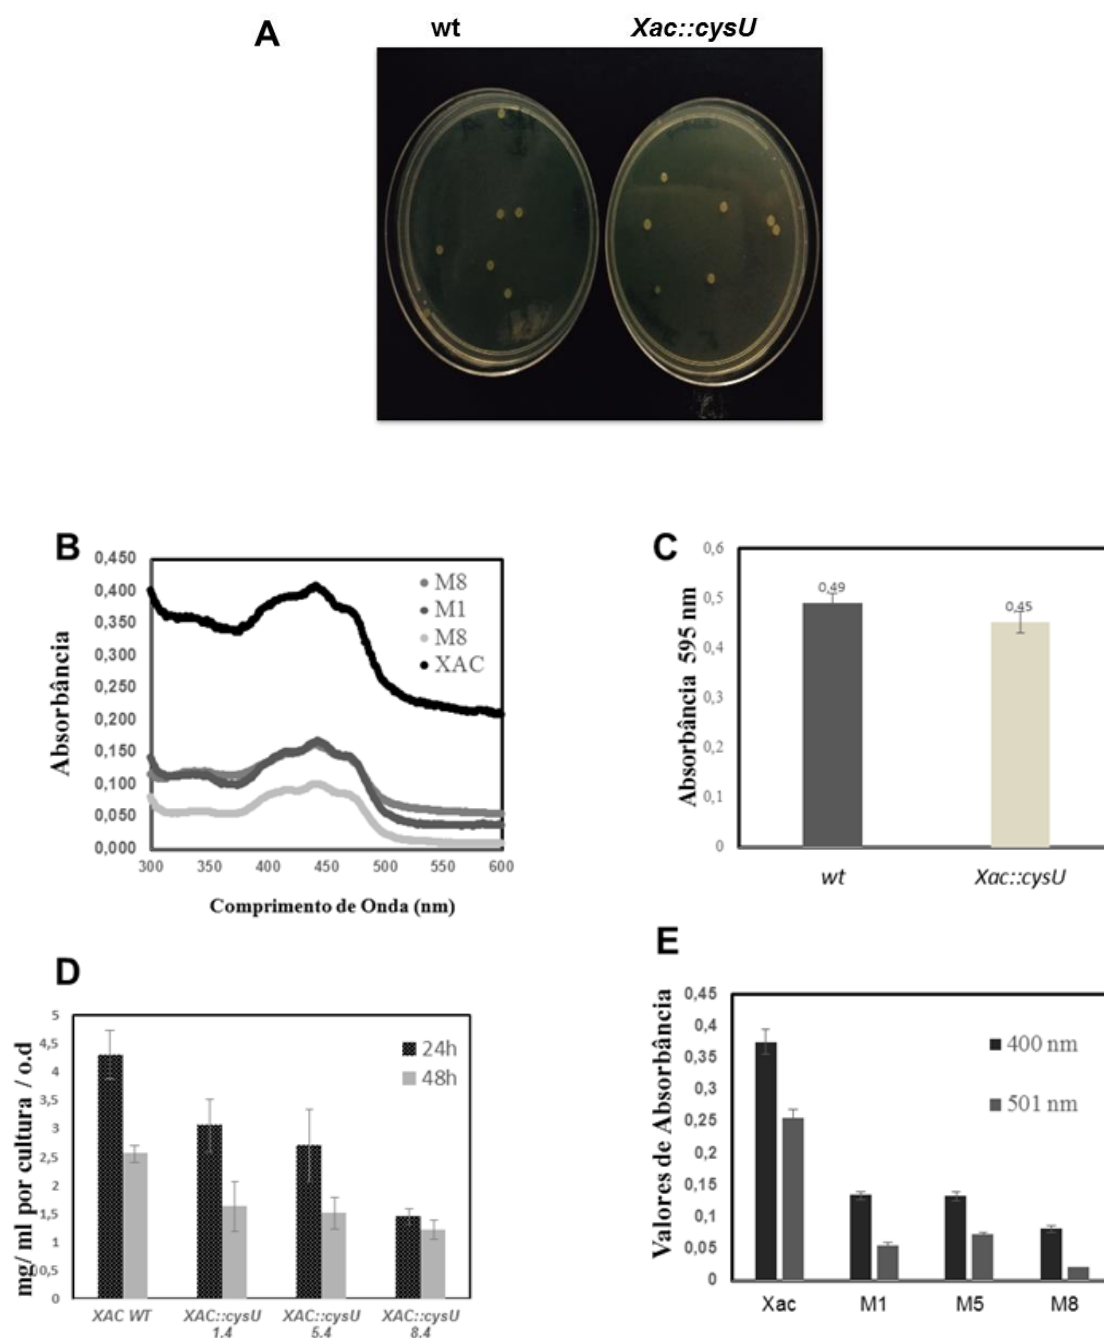 A
wt
Xac::cysU
B
0,450
0,400
0,350
0,300
0,250
0,200
0,150
0,100
0,050
0,000
Absorbância
M8
M1
M8
XAC
300 350 400 450 500 550 600
Comprimento de Onda (nm)
C
0,6
0,5
0,4
0,3
0,2
0,1
0
Absorbância 595 nm
0,49
0,45
wt
Xac::cysU
D
5
4,5
4
3,5
3
2,5
2
1,5
1
0,5
0
mg/ ml por cultura / o.d
24h
48h
XAC WT
XAC::cysU 1.4
XAC::cysU 5.4
XAC::cysU 8.4
E
0,45
0,4
0,35
0,3
0,25
0,2
0,15
0,1
0,05
0
Valores de Absorbância
400 nm
501 nm
Xac M1 M5 M8